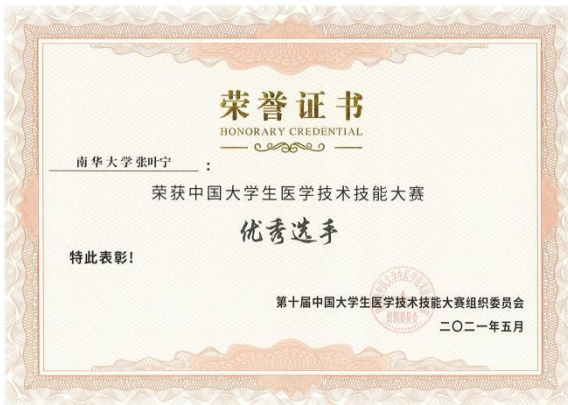 荣誉证书
HONORARY CREDENTIAL
南华大学张叶宁：
荣获中国大学生医学技术技能大赛
优秀选手
特此表彰！
第十届中国大学生医学技术技能大赛组织委员会
二〇二一年五月